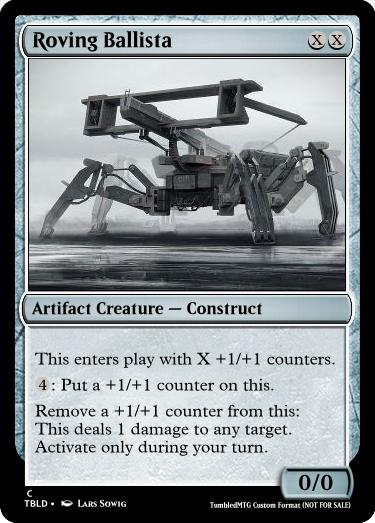 Roving Ballista X X
Artifact Creature — Construct
This enters play with X +1/+1 counters.
4: Put a +1/+1 counter on this.
Remove a +1/+1 counter from this:
This deals 1 damage to any target.
Activate only during your turn.
0/0
C
TBLD • Lars Sowig
TumbledMTG Custom Format (NOT FOR SALE)